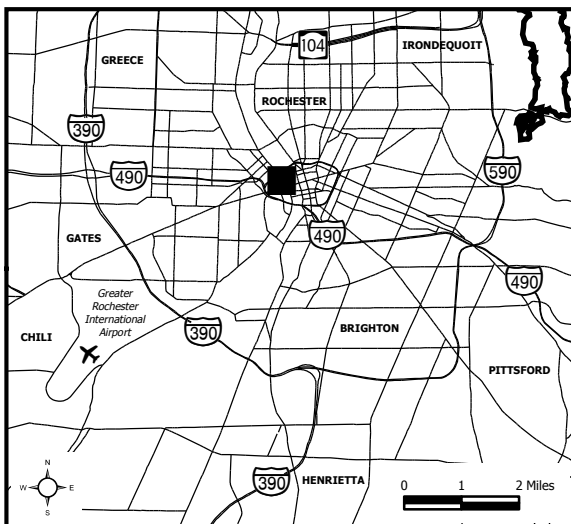 104
IRONDEQUOIT
GREECE
ROCHESTER
390
490
590
GATES
490
490
Greater
Rochester
International
Airport
390
CHILI
BRIGHTON
PITTSFORD
N
W E
S
390
HENRIETTA
0 1 2 Miles